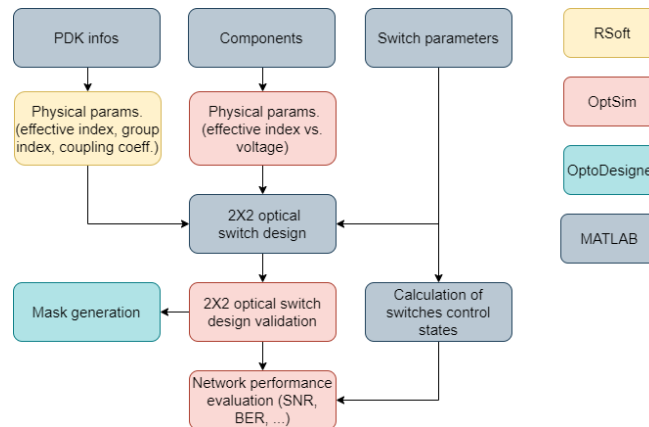 PDK infos
Components
Switch parameters
RSoft
Physical params.
(effective index, group
index, coupling coeff.)
Physical params.
(effective index vs.
voltage)
OptSim
OptoDesigne
2X2 optical
switch design
MATLAB
Mask generation
2X2 optical switch
design validation
Calculation of
switches control
states
Network performance
evaluation (SNR,
BER, ...)